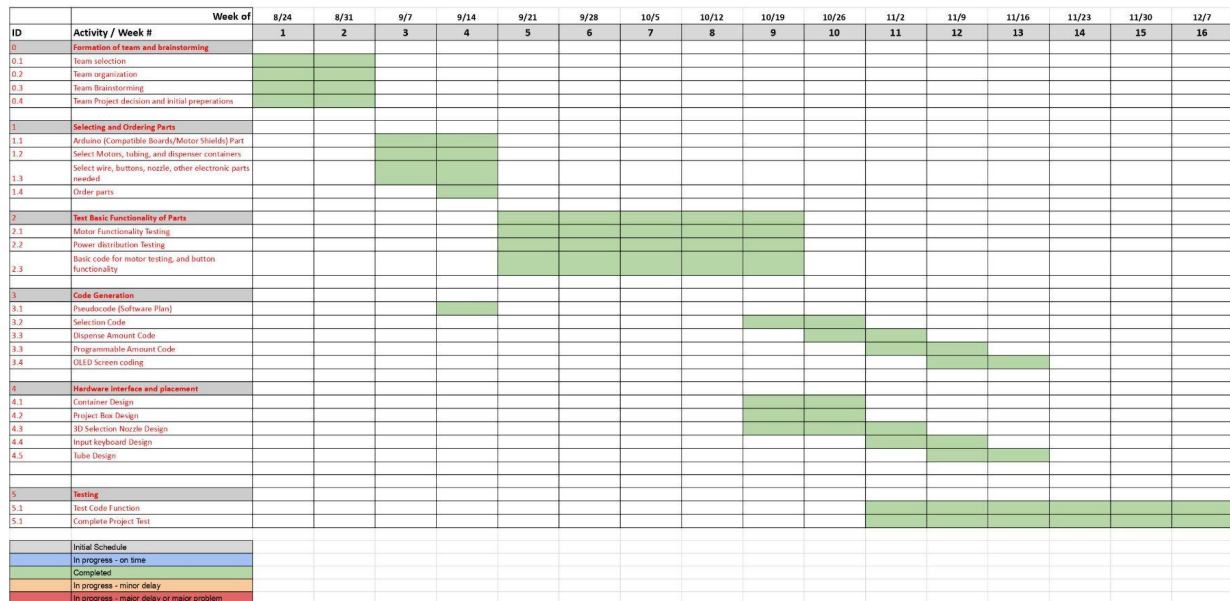 Week of 8/24 8/31 9/7 9/14 9/21 9/28 10/5 10/12 10/19 10/26 11/2 11/9 11/16 11/23 11/30 12/7
ID Activity / Week # 1 2 3 4 5 6 7 8 9 10 11 12 13 14 15 16
0 Formation of team and brainstorming
0.1 Team selection
0.2 Team organization
0.3 Team Brainstorming
0.4 Team Project decision and initial preperations
1 Selecting and Ordering Parts
1.1 Arduino (Compatible Boards/Motor Shields) Part
1.2 Select Motors, tubing, and dispenser containers
Select wire, buttons, nozzle, other electronic parts
1.3 needed
1.4 Order parts
2 Test Basic Functionality of Parts
2.1 Motor Functionality Testing
2.2 Power distribution Testing
Basic code for motor testing, and button
2.3 functionality
3 Code Generation
3.1 Pseudocode (Software Plan)
3.2 Selection Code
3.3 Dispense Amount Code
3.3 Programmable Amount Code
3.4 OLED Screen coding
4 Hardware interface and placement
4.1 Container Design
4.2 Project Box Design
4.3 3D Selection Nozzle Design
4.4 Input keyboard Design
4.5 Tube Design
5 Testing
5.1 Test Code Function
5.1 Complete Project Test
Initial Schedule
In progress - on time
Completed
In progress - minor delay
In progress - major delay or major problem